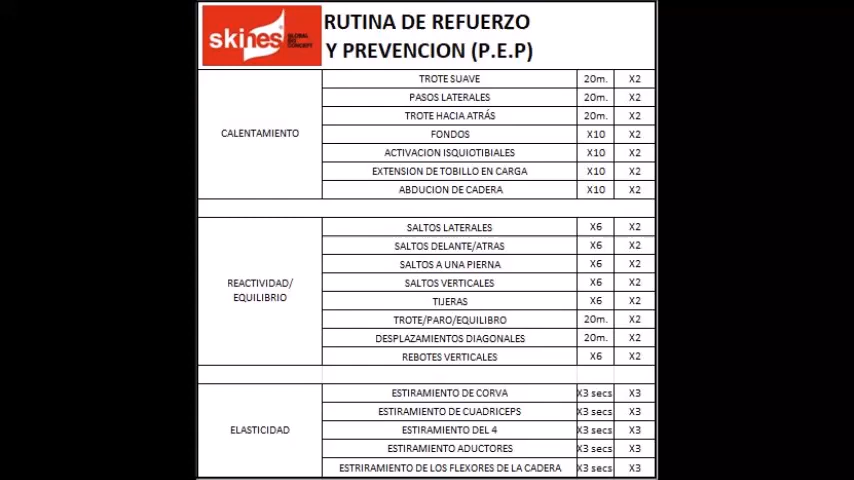 skines GLOBAL SKI CONCEPT
RUTINA DE REFUERZO
Y PREVENCION (P.E.P)
CALENTAMIENTO
TROTE SUAVE 20m. X2
PASOS LATERALES 20m. X2
TROTE HACIA ATRÁS 20m. X2
FONDOS X10 X2
ACTIVACION ISQUIOTIBIALES X10 X2
EXTENSION DE TOBILLO EN CARGA X10 X2
ABDUCION DE CADERA X10 X2
REACTIVIDAD/
EQUILIBRIO
SALTOS LATERALES X6 X2
SALTOS DELANTE/ATRAS X6 X2
SALTOS A UNA PIERNA X6 X2
SALTOS VERTICALES X6 X2
TIJERAS X6 X2
TROTE/PARO/EQUILIBRO 20m. X2
DESPLAZAMIENTOS DIAGONALES 20m. X2
REBOTES VERTICALES X6 X2
ELASTICIDAD
ESTIRAMIENTO DE CORVA X3 secs X3
ESTIRAMIENTO DE CUADRICEPS X3 secs X3
ESTIRAMIENTO DEL 4 X3 secs X3
ESTIRAMIENTO ADUCTORES X3 secs X3
ESTRIRAMIENTO DE LOS FLEXORES DE LA CADERA X3 secs X3